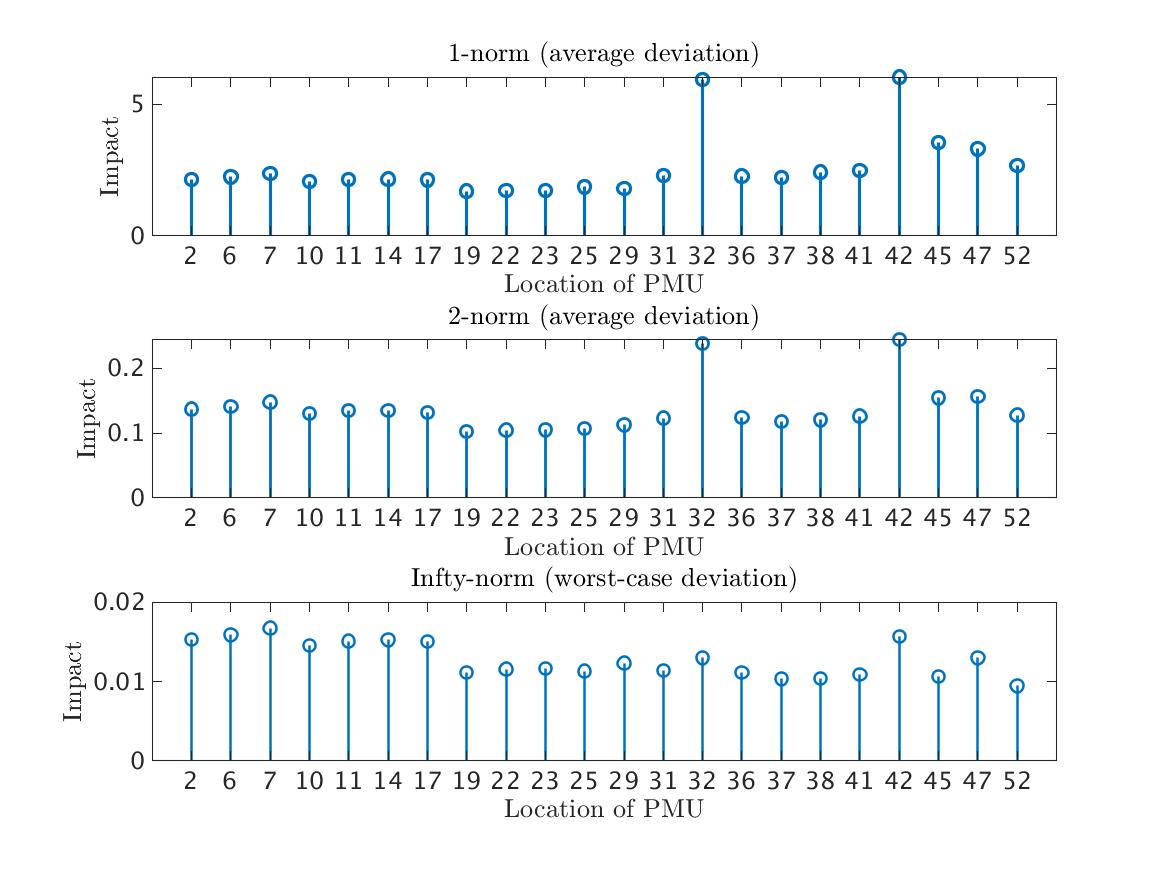 1-norm (average deviation)
5
0
Impact
2 6 7 10 11 14 17 19 22 23 25 29 31 32 36 37 38 41 42 45 47 52
Location of PMU
2-norm (average deviation)
0.2
0.1
0
Impact
2 6 7 10 11 14 17 19 22 23 25 29 31 32 36 37 38 41 42 45 47 52
Location of PMU
Infty-norm (worst-case deviation)
0.02
0.01
0
Impact
2 6 7 10 11 14 17 19 22 23 25 29 31 32 36 37 38 41 42 45 47 52
Location of PMU